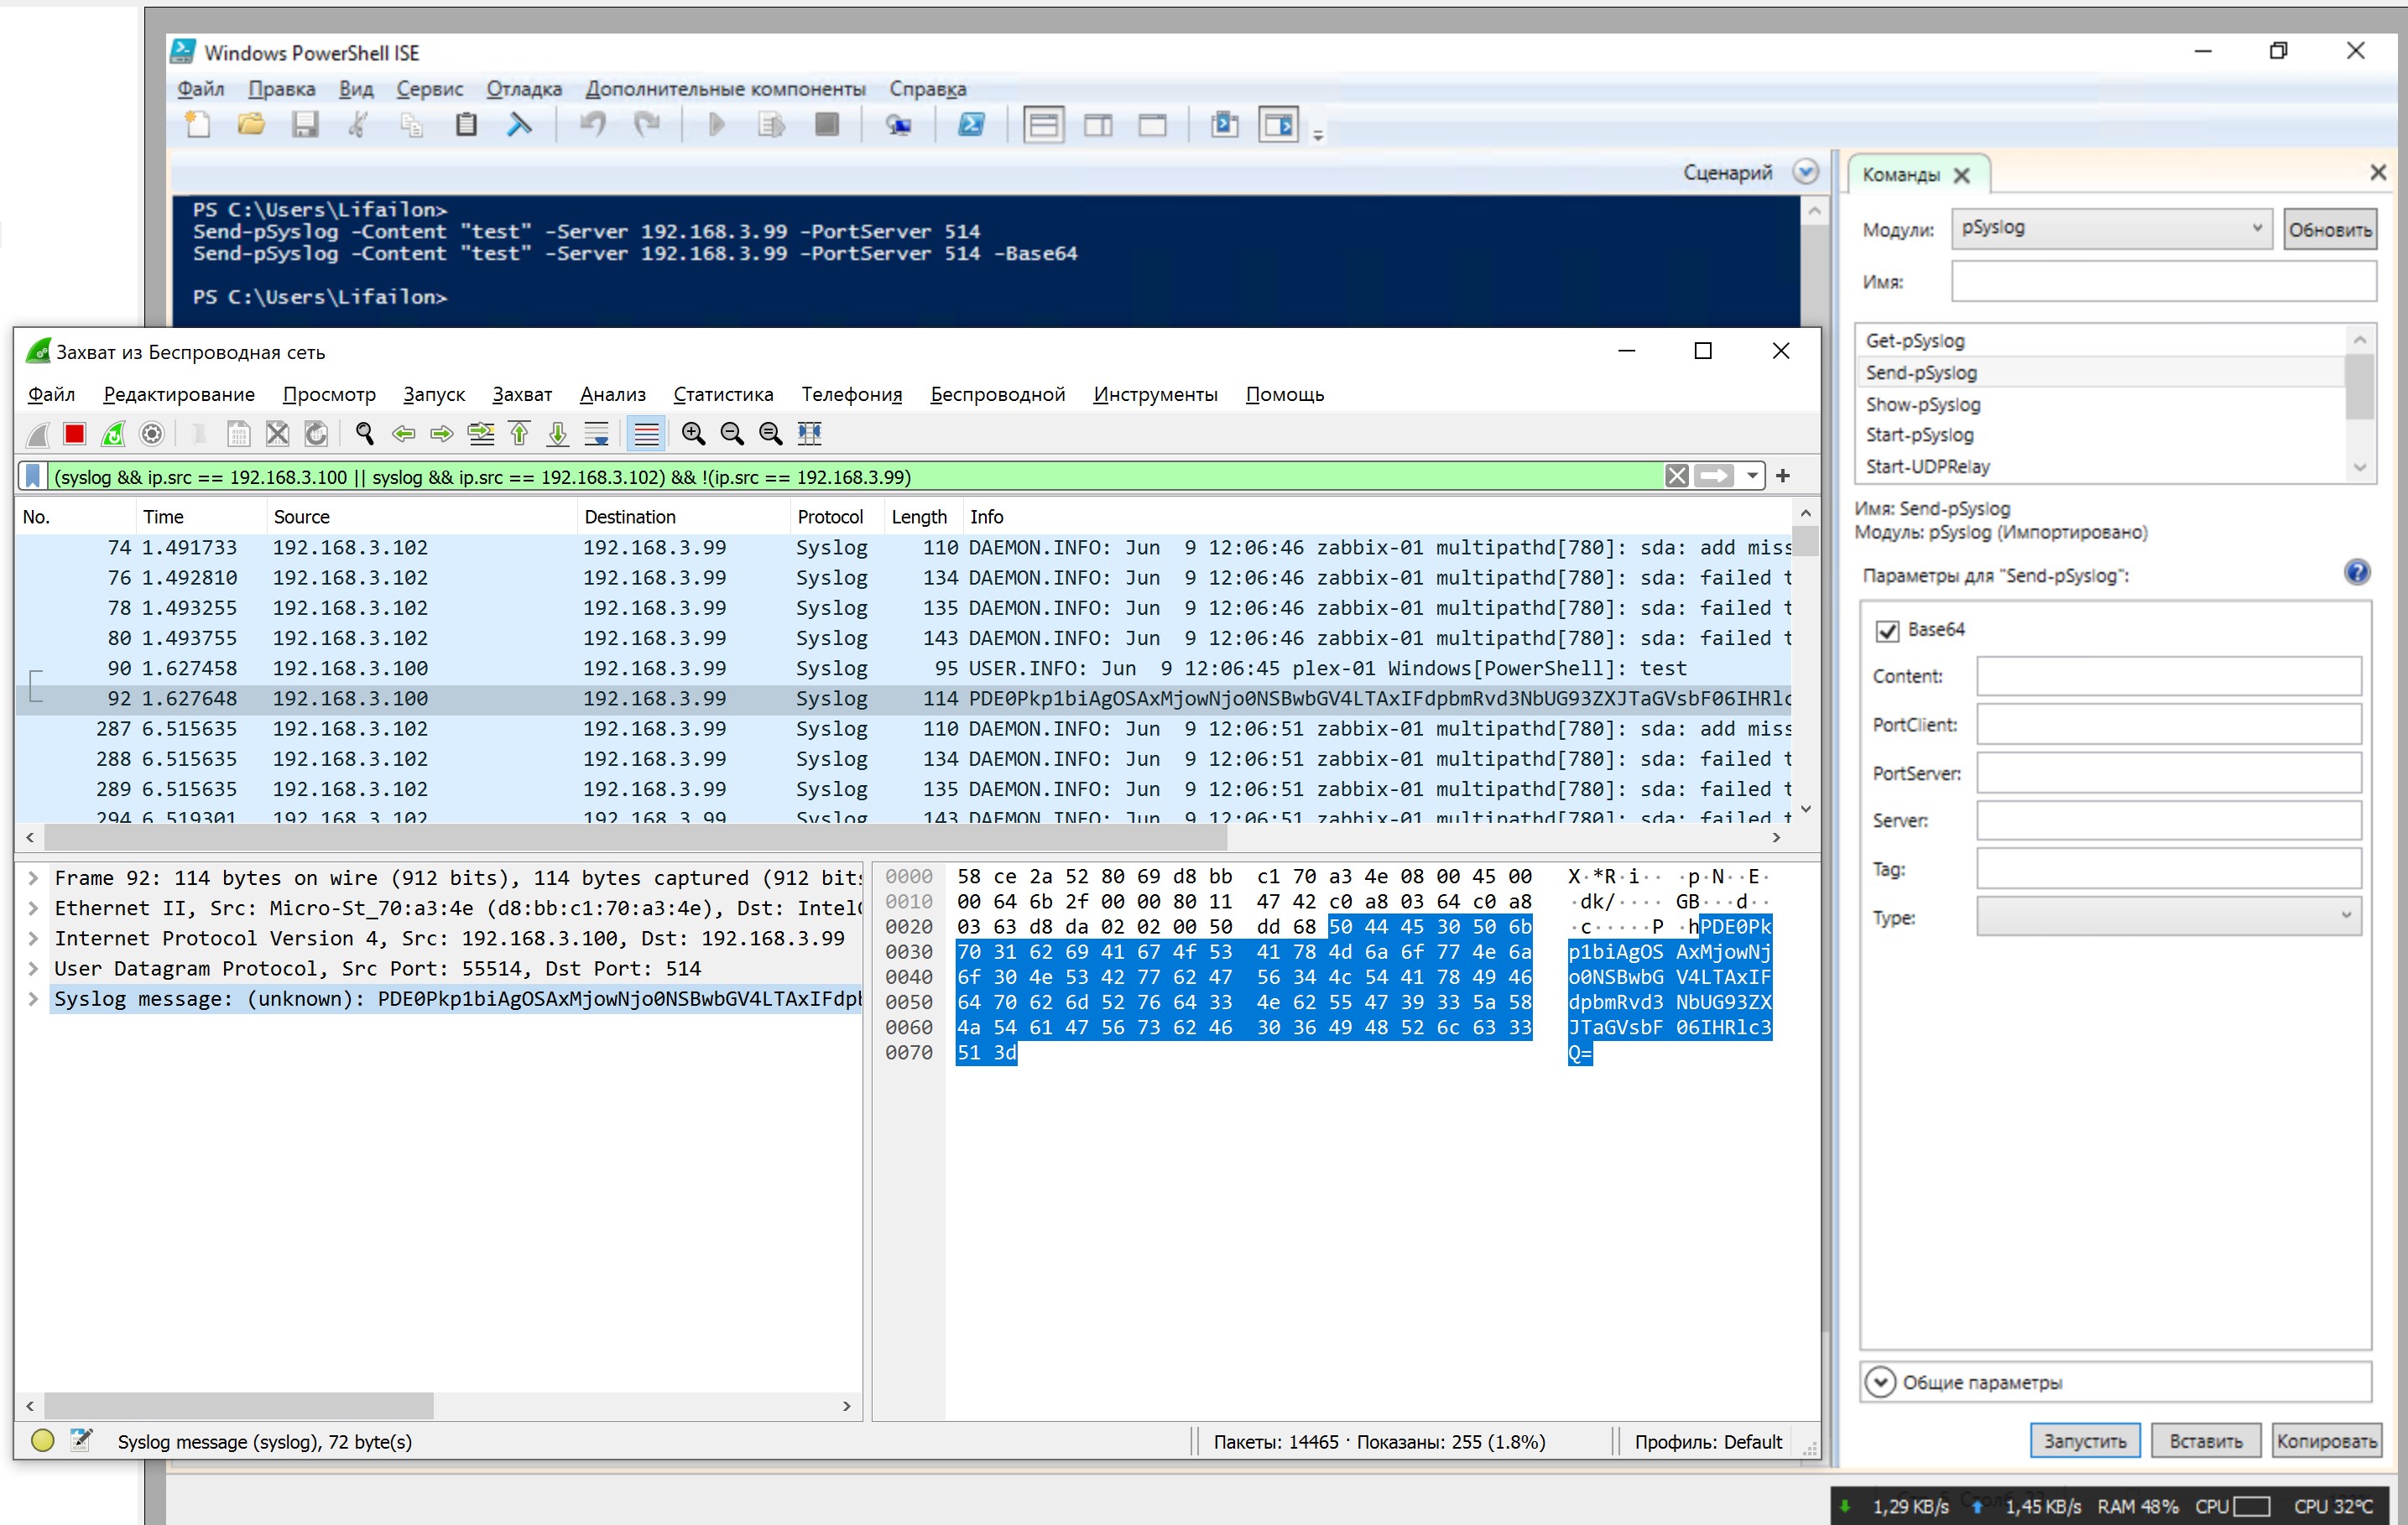 Windows PowerShell ISE
Файл Правка Вид Сервис Отладка Дополнительные компоненты Справка
Сценарий
PS C:\Users\Lifailon>
Send-pSyslog -Content "test" -Server 192.168.3.99 -PortServer 514
Send-pSyslog -Content "test" -Server 192.168.3.99 -PortServer 514 -Base64
PS C:\Users\Lifailon>
Команды
Модули: pSyslog Обновить
Имя:
Get-pSyslog
Send-pSyslog
Show-pSyslog
Start-pSyslog
Start-UDPRelay
Имя: Send-pSyslog
Модуль: pSyslog (Импортировано)
Параметры для "Send-pSyslog":
Base64
Content:
PortClient:
PortServer:
Server:
Tag:
Type:
Общие параметры
Запустить Вставить Копировать
Захват из Беспроводная сеть
Файл Редактирование Просмотр Запуск Захват Анализ Статистика Телефония Беспроводной Инструменты Помощь
(syslog && ip.src == 192.168.3.100 || syslog && ip.src == 192.168.3.102) && !(ip.src == 192.168.3.99)
No. Time Source Destination Protocol Length Info
74 1.491733 192.168.3.102 192.168.3.99 Syslog 110 DAEMON.INFO: Jun 9 12:06:46 zabbix-01 multipathd[780]: sda: add miss
76 1.492810 192.168.3.102 192.168.3.99 Syslog 134 DAEMON.INFO: Jun 9 12:06:46 zabbix-01 multipathd[780]: sda: failed t
78 1.493255 192.168.3.102 192.168.3.99 Syslog 135 DAEMON.INFO: Jun 9 12:06:46 zabbix-01 multipathd[780]: sda: failed t
80 1.493755 192.168.3.102 192.168.3.99 Syslog 143 DAEMON.INFO: Jun 9 12:06:46 zabbix-01 multipathd[780]: sda: failed t
90 1.627458 192.168.3.100 192.168.3.99 Syslog 95 USER.INFO: Jun 9 12:06:45 plex-01 Windows[PowerShell]: test
92 1.627648 192.168.3.100 192.168.3.99 Syslog 114 PDE0Pkp1biAgOSAxMjowNjo0NSBwbGV4LTAxIFdpbmRvd3NbUG93ZXJTaGVsbF06IHRlc
287 6.515635 192.168.3.102 192.168.3.99 Syslog 110 DAEMON.INFO: Jun 9 12:06:51 zabbix-01 multipathd[780]: sda: add miss
288 6.515635 192.168.3.102 192.168.3.99 Syslog 134 DAEMON.INFO: Jun 9 12:06:51 zabbix-01 multipathd[780]: sda: failed t
289 6.515635 192.168.3.102 192.168.3.99 Syslog 135 DAEMON.INFO: Jun 9 12:06:51 zabbix-01 multipathd[780]: sda: failed t
294 6.519301 192.168.3.102 192.168.3.99 Syslog 143 DAEMON.INFO: Jun 9 12:06:51 zabbix-01 multipathd[780]: sda: failed t
Frame 92: 114 bytes on wire (912 bits), 114 bytes captured (912 bits
Ethernet II, Src: Micro-St_70:a3:4e (d8:bb:c1:70:a3:4e), Dst: IntelC
Internet Protocol Version 4, Src: 192.168.3.100, Dst: 192.168.3.99
User Datagram Protocol, Src Port: 55514, Dst Port: 514
Syslog message: (unknown): PDE0Pkp1biAgOSAxMjowNjo0NSBwbGV4LTAxIFdpb
0000 58 ce 2a 52 80 69 d8 bb c1 70 a3 4e 08 00 45 00 X·*R·i·· ·pN··E·
0010 00 64 6b 2f 00 00 80 11 47 42 c0 a8 03 64 c0 a8 ·dk/···· GB···d··
0020 03 63 d8 da 02 02 00 50 dd 68 50 44 45 30 50 6b ·c·····P ·hPDE0Pk
0030 70 31 62 69 41 67 4f 53 41 78 4d 6a 6f 77 4e 6a p1biAgOS AxMjowNj
0040 6f 30 4e 53 42 77 62 47 56 34 4c 54 41 78 49 46 o0NSBwbG V4LTAxIF
0050 64 70 62 6d 52 76 64 33 4e 62 55 47 39 33 5a 58 dpbmRvd3 NbUG93ZX
0060 4a 54 61 47 56 73 62 46 30 36 49 48 52 6c 63 33 JTaGVsbF 06IHRlc3
0070 51 3d Q=
Syslog message (syslog), 72 byte(s)
Пакеты: 14465 · Показаны: 255 (1.8%)
Профиль: Default
1,29 KB/s 1,45 KB/s RAM 48% CPU CPU 32°C